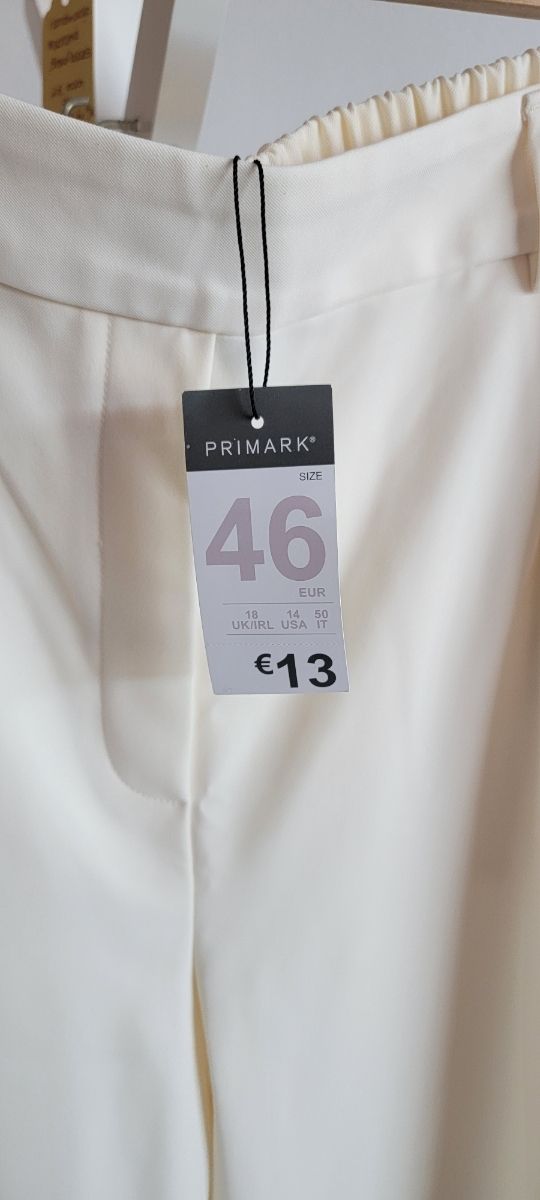 PRIMARK®
SIZE
46
EUR
18 14 50
UK/IRL USA IT
€13